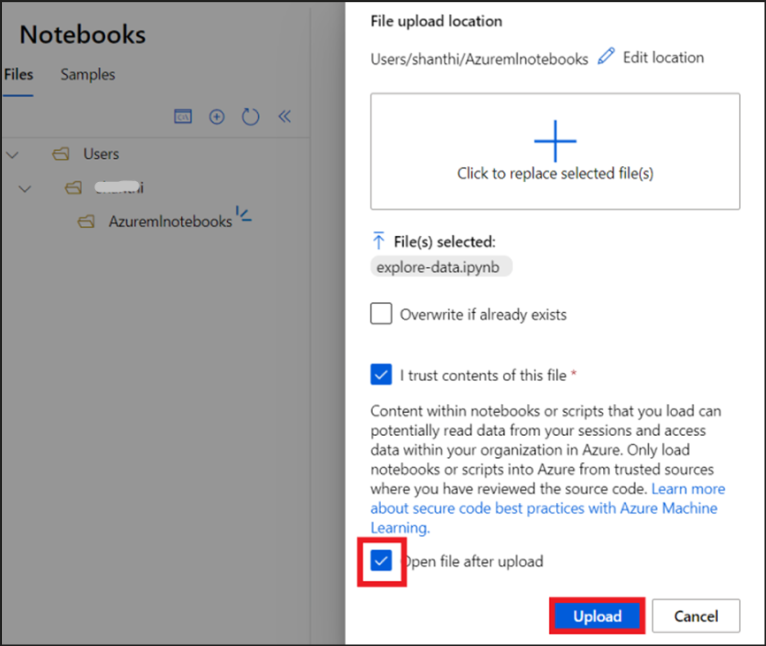 Notebooks
Files Samples
Users
AzuremInotebooks
File upload location
Users/shanthi/AzuremInotebooks Edit location
Click to replace selected file(s)
File(s) selected:
explore-data.ipynb
Overwrite if already exists
I trust contents of this file *
Content within notebooks or scripts that you load can
potentially read data from your sessions and access
data within your organization in Azure. Only load
notebooks or scripts into Azure from trusted sources
where you have reviewed the source code. Learn more
about secure code best practices with Azure Machine
Learning.
Open file after upload
Upload Cancel